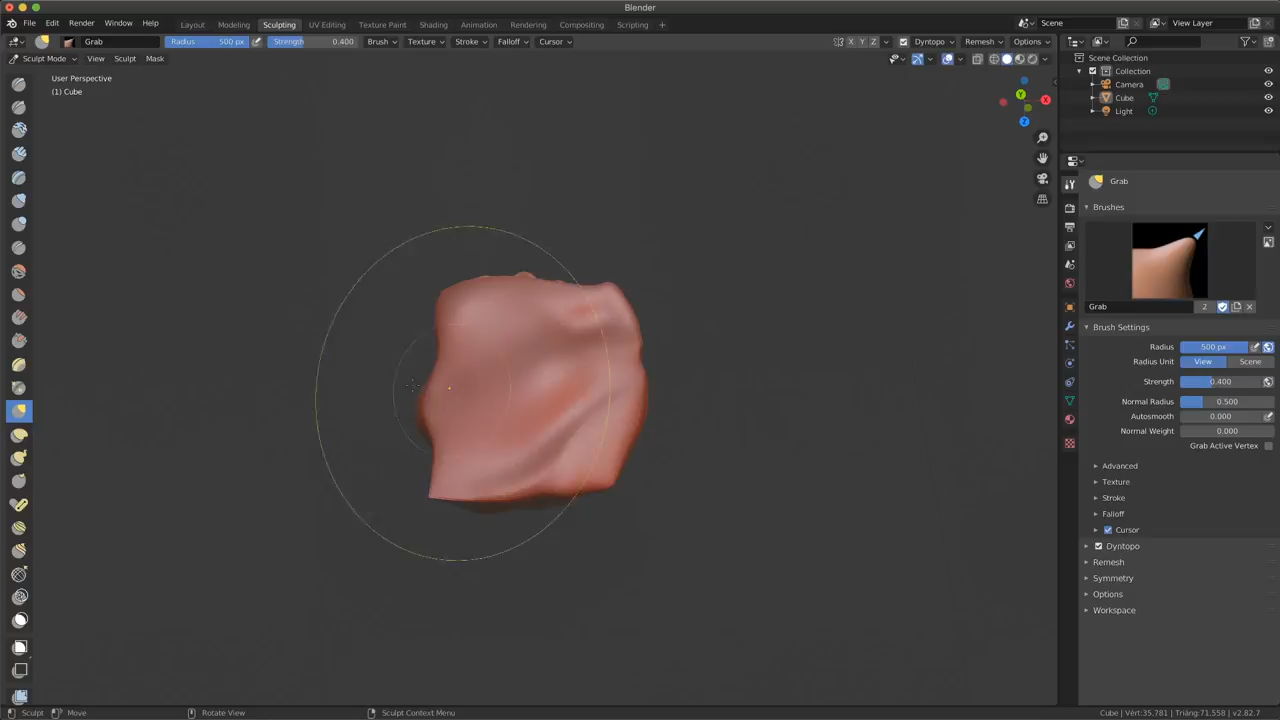 Blender
File Edit Render Window Help Layout Modeling Sculpting UV Editing Texture Paint Shading Animation Rendering Compositing Scripting + Scene View Layer
Grab Radius 500 px Strength 0.400 Brush Texture Stroke Falloff Cursor X Y Z Dyntopo Remesh Options
Sculpt Mode View Sculpt Mask
User Perspective
(1) Cube
Y
X
Z
Scene Collection
Collection
Camera
Cube
Light
Grab
Brushes
Grab 2
Brush Settings
Radius 500 px
Radius Unit View Scene
Strength 0.400
Normal Radius 0.500
Autosmooth 0.000
Normal Weight 0.000
Grab Active Vertex
Advanced
Texture
Stroke
Falloff
Cursor
Dyntopo
Remesh
Symmetry
Options
Workspace
Sculpt Move Rotate View Sculpt Context Menu Cube | Vért:35.781 | Triáng:71.558 | v2.82.7